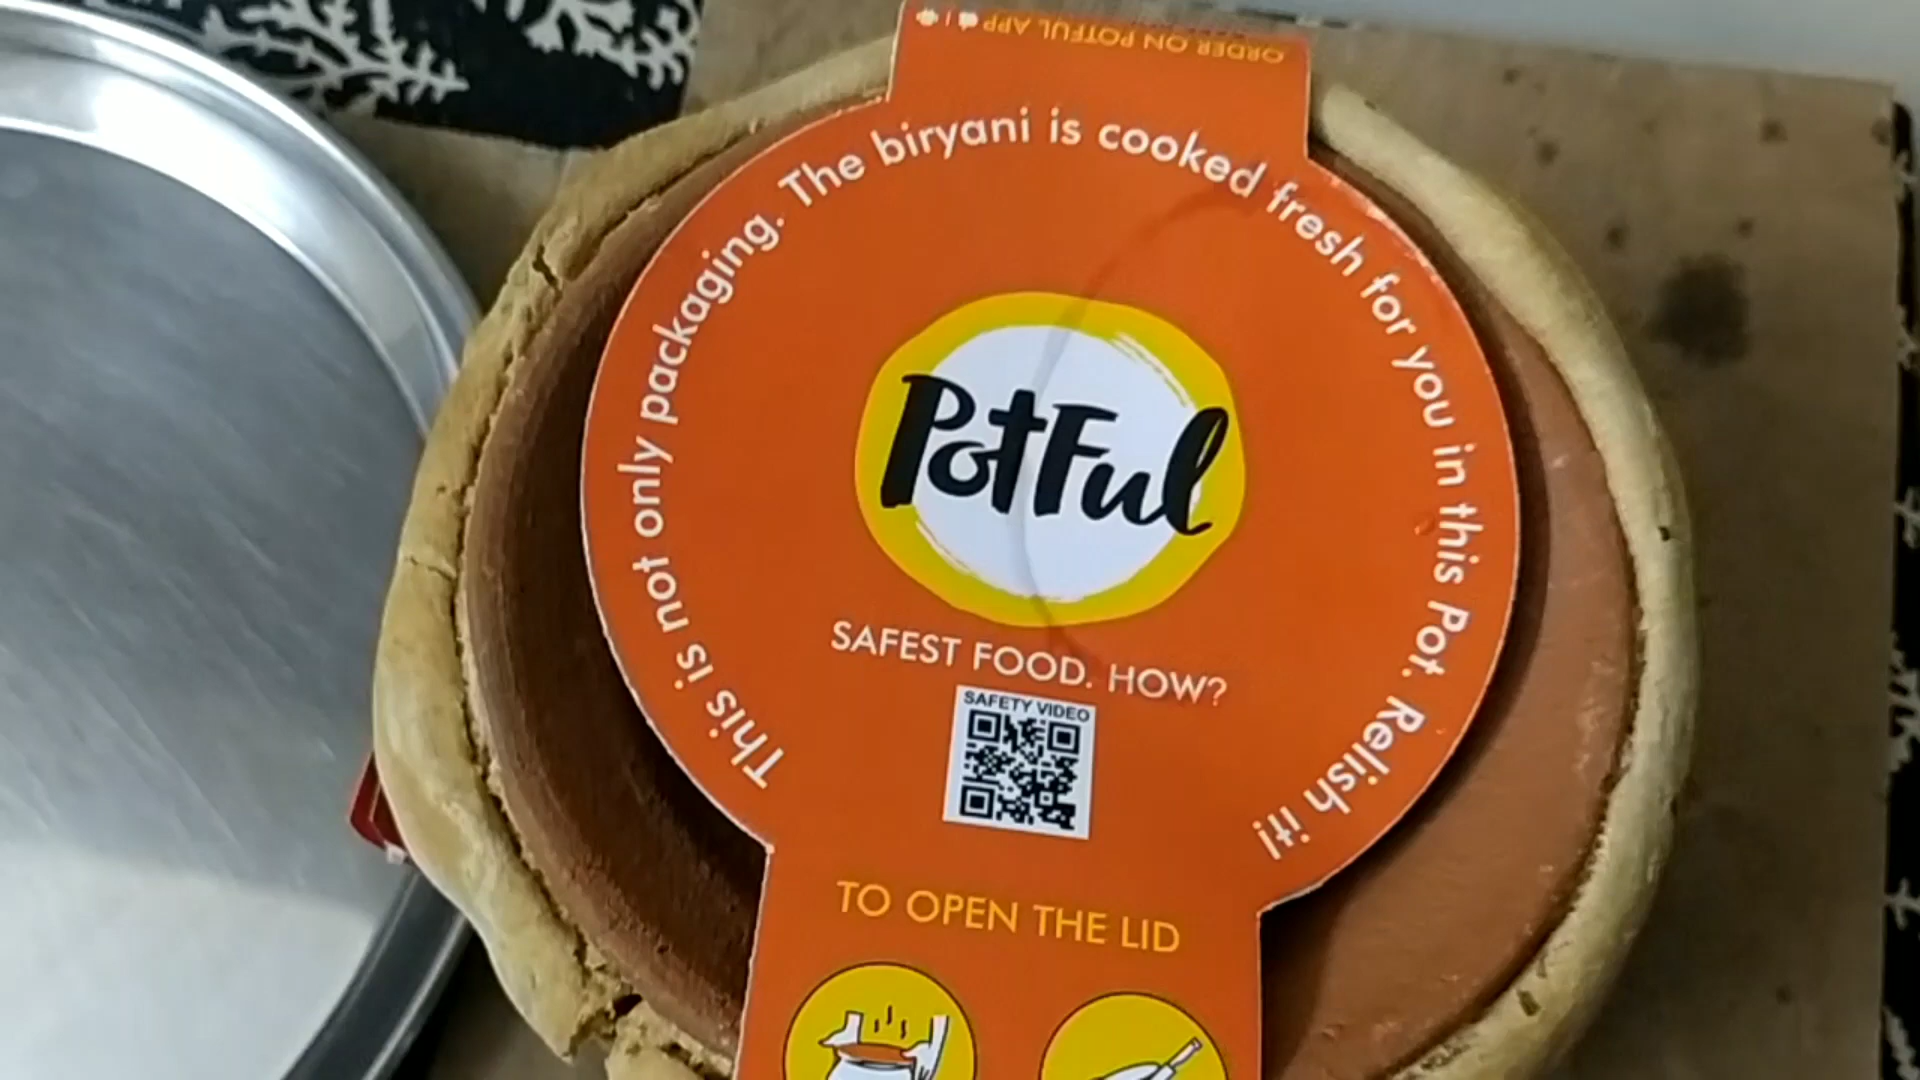 ORDER ON POTFUL APP
This is not only packaging. The biryani is cooked fresh for you in this Pot. Relish it!
PotFul
SAFEST FOOD. HOW?
SAFETY VIDEO
TO OPEN THE LID